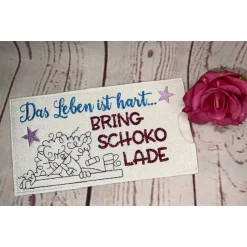 Das Leben ist hart...
BRING
SCHOKO
LADE